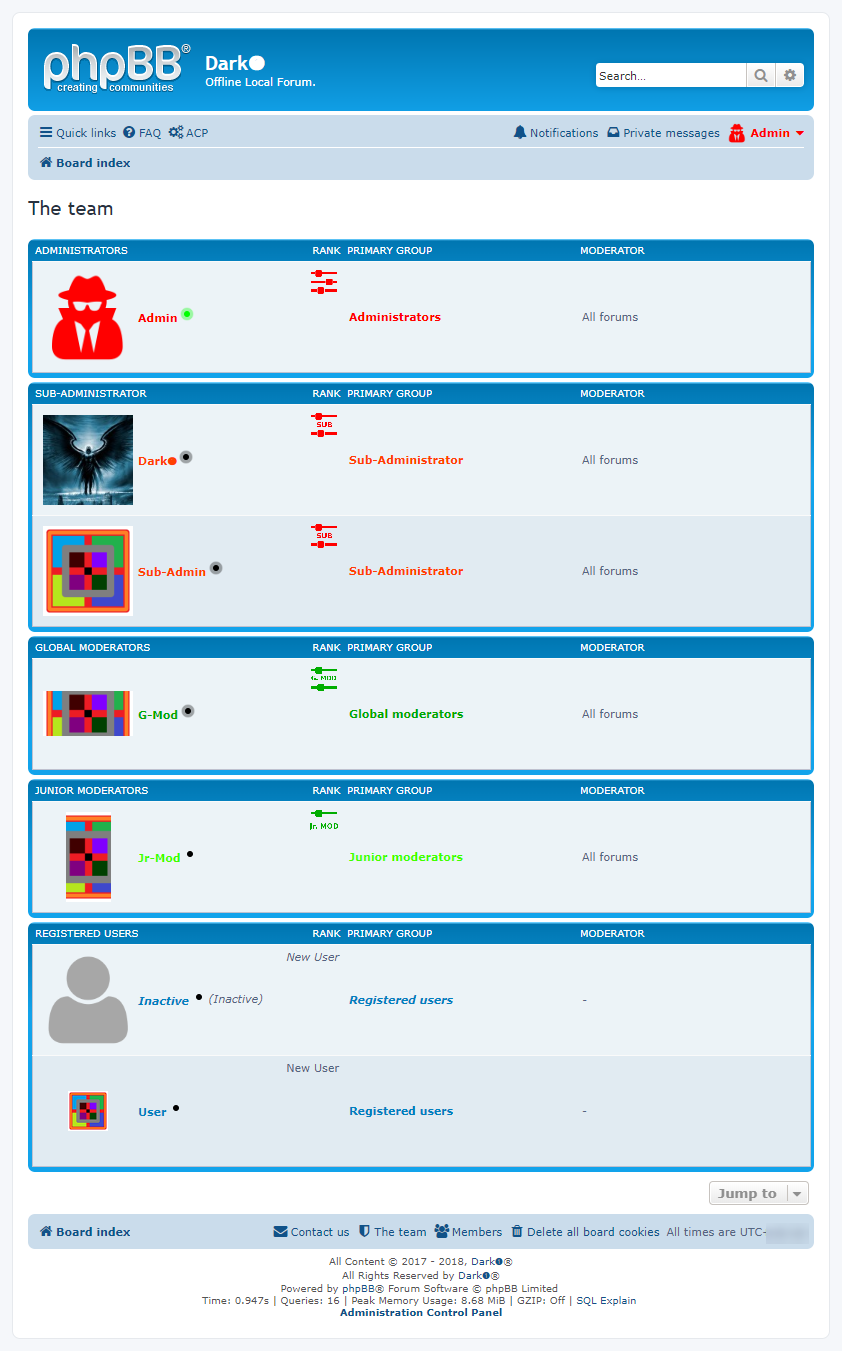 phpBB®
creating communities
Dark●
Offline Local Forum.
Search...
Quick links FAQ ACP Notifications Private messages Admin
Board index
The team
ADMINISTRATORS RANK PRIMARY GROUP MODERATOR
Admin Administrators All forums
SUB-ADMINISTRATOR RANK PRIMARY GROUP MODERATOR
SUB
Dark● Sub-Administrator All forums
SUB
Sub-Admin Sub-Administrator All forums
GLOBAL MODERATORS RANK PRIMARY GROUP MODERATOR
G. MOD
G-Mod Global moderators All forums
JUNIOR MODERATORS RANK PRIMARY GROUP MODERATOR
Jr. MOD
Jr-Mod Junior moderators All forums
REGISTERED USERS RANK PRIMARY GROUP MODERATOR
New User
Inactive (Inactive) Registered users -
New User
User Registered users -
Jump to
Board index Contact us The team Members Delete all board cookies All times are UTC-
All Content © 2017 - 2018, Dark❶®
All Rights Reserved by Dark❶®
Powered by phpBB® Forum Software © phpBB Limited
Time: 0.947s | Queries: 16 | Peak Memory Usage: 8.68 MiB | GZIP: Off | SQL Explain
Administration Control Panel